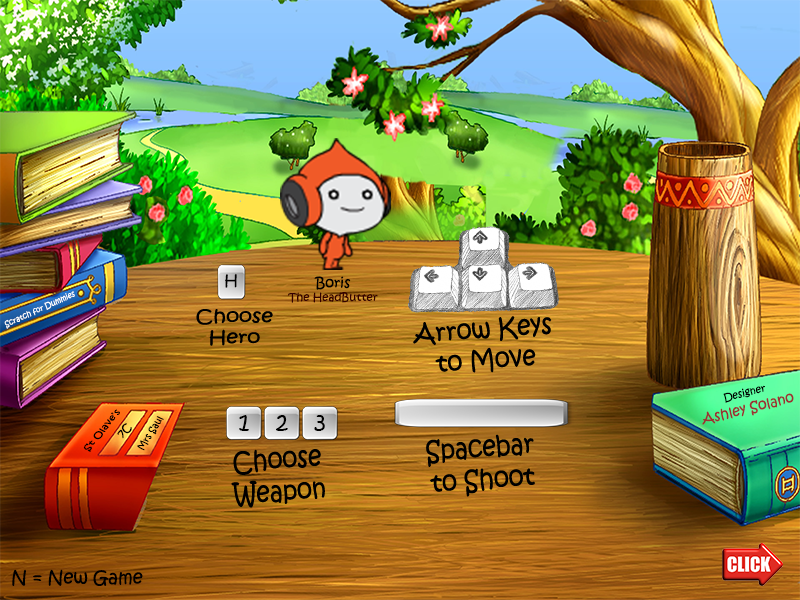 H
Choose
Hero
Boris
The HeadButter
Arrow Keys
to Move
Scratch for Dummies
St Olave's
7C
Mrs Saul
1 2 3
Choose
Weapon
Spacebar
to Shoot
Designer
Ashley Solano
N = New Game
CLICK